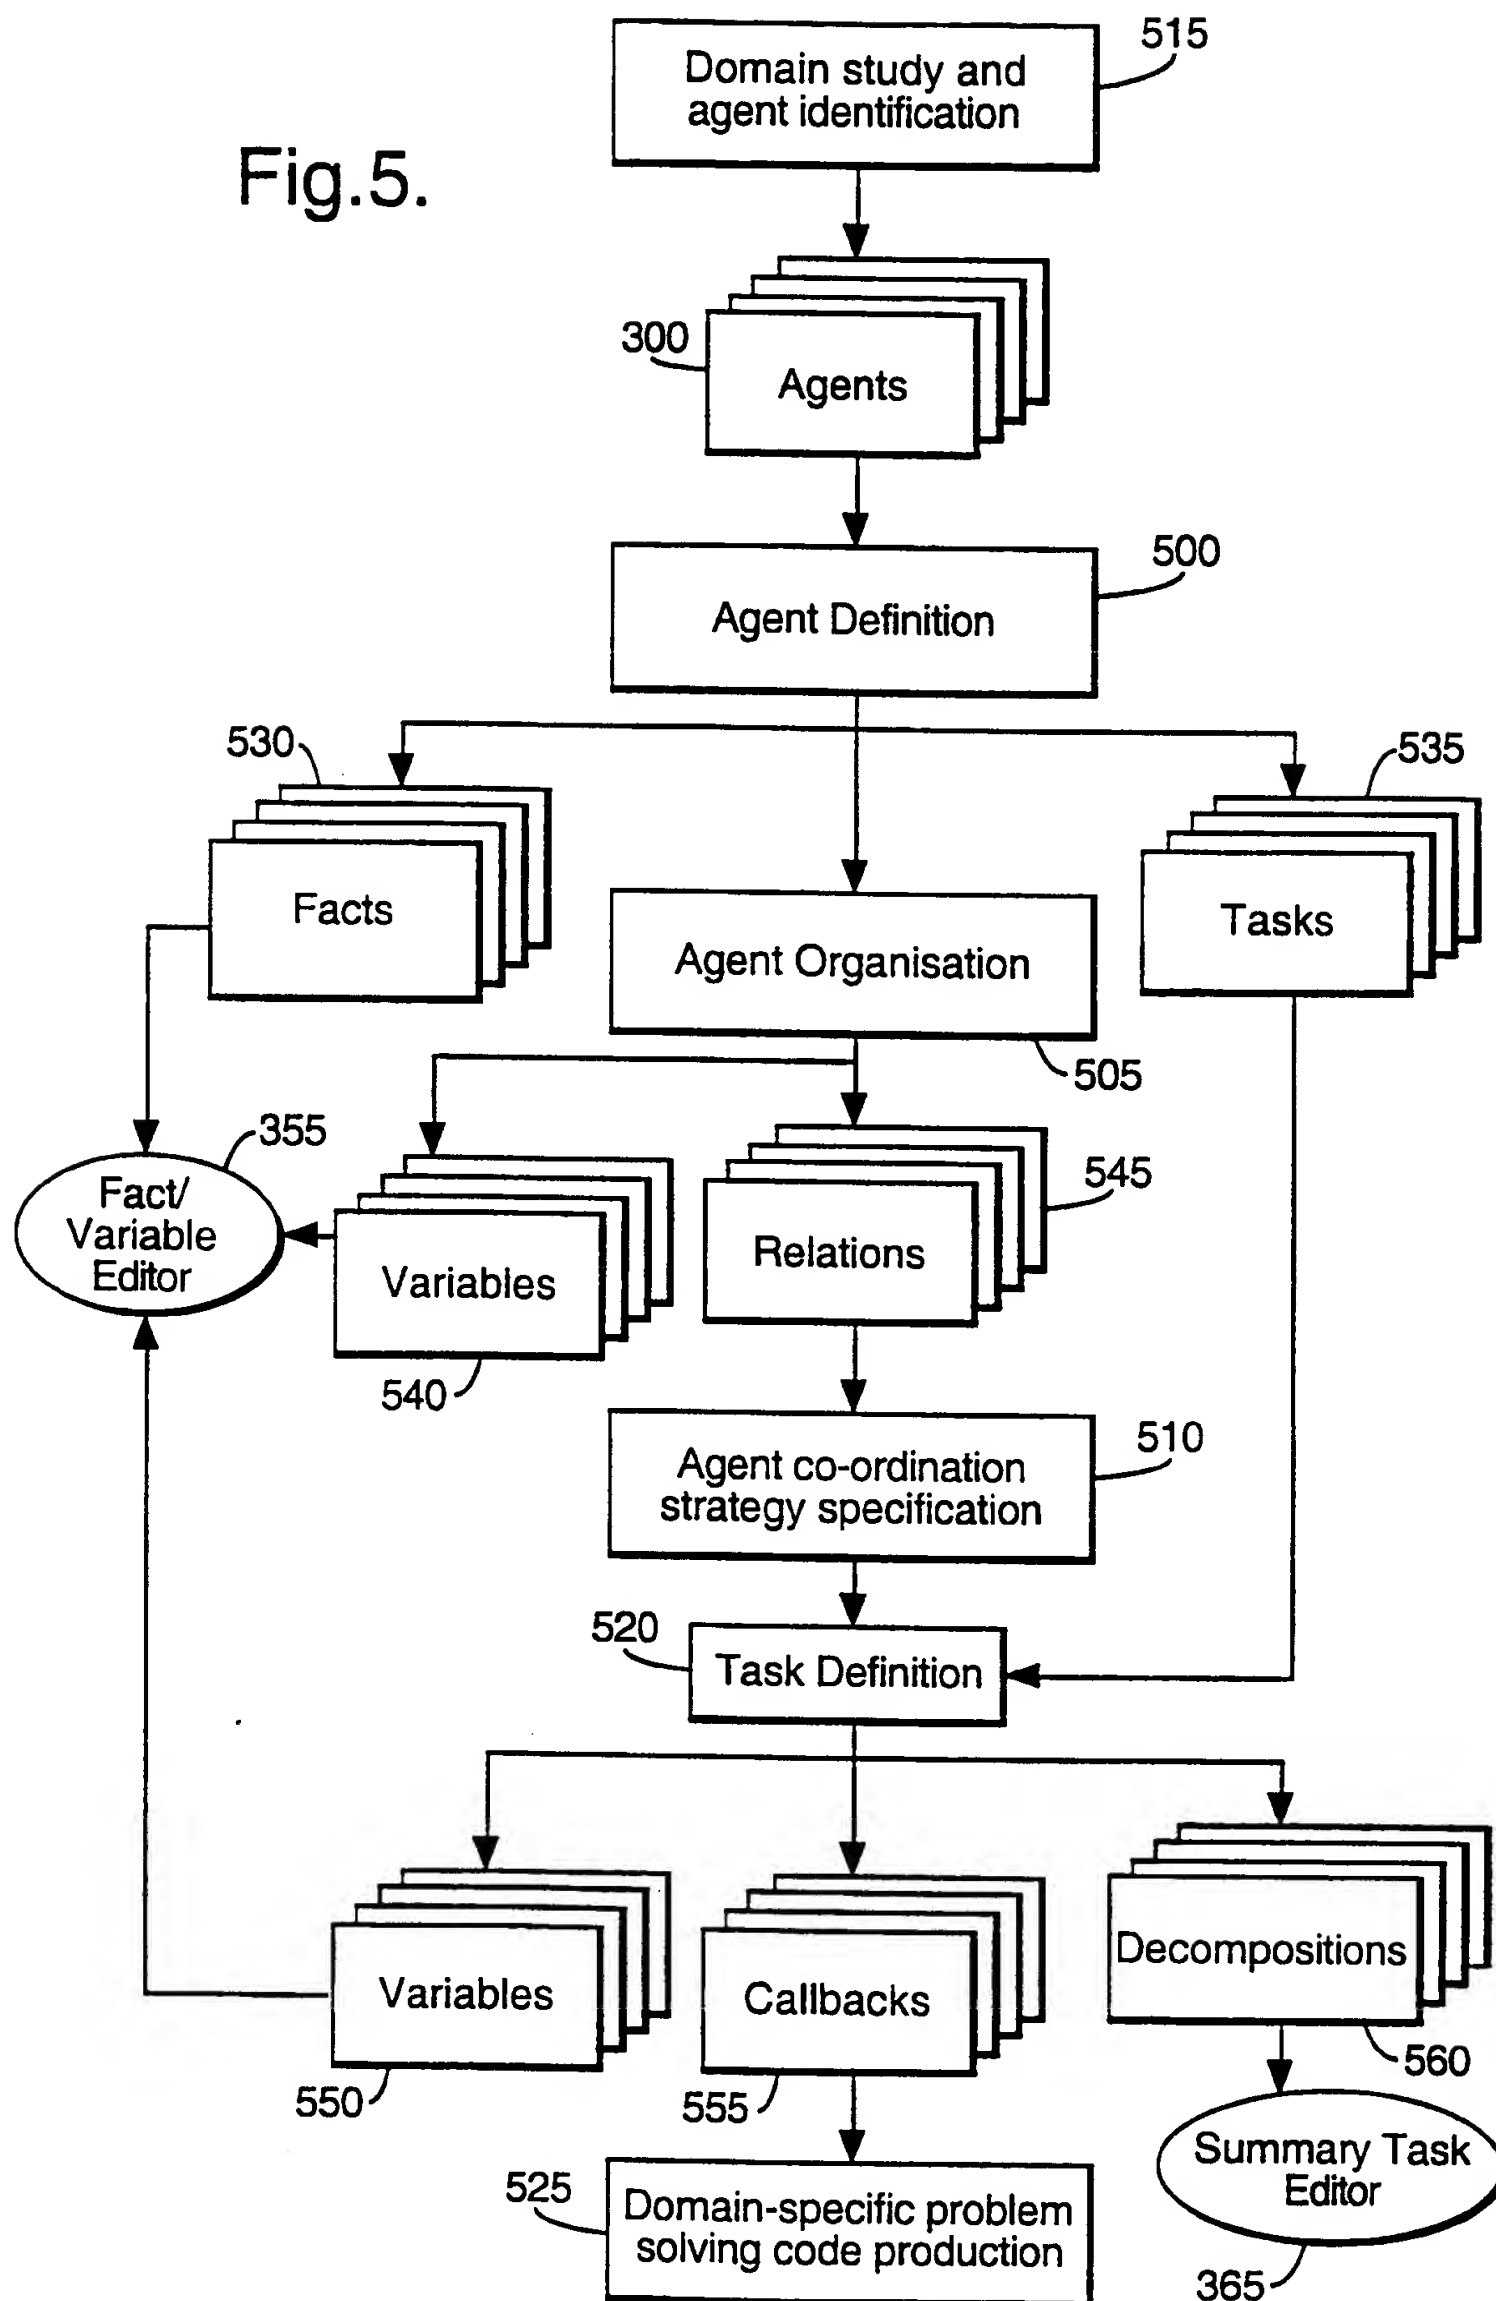 515
Domain study and
agent identification
Fig.5.
300
Agents
500
Agent Definition
530
535
Facts
Tasks
Agent Organisation
505
355
Fact/
Variable
Editor
545
Relations
Variables
540
510
Agent co-ordination
strategy specification
520
Task Definition
Decompositions
Variables
Callbacks
560
550
555
Summary Task
Editor
525
Domain-specific problem
solving code production
365